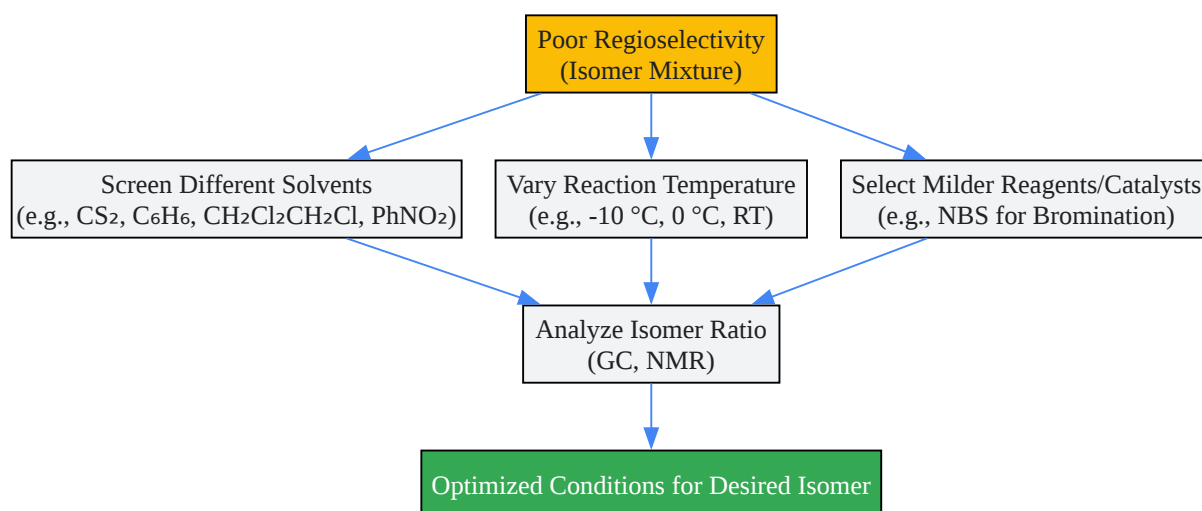 Poor Regioselectivity
(Isomer Mixture)
Screen Different Solvents
(e.g., CS₂, C₆H₆, CH₂Cl₂CH₂Cl, PhNO₂)
Vary Reaction Temperature
(e.g., -10 °C, 0 °C, RT)
Select Milder Reagents/Catalysts
(e.g., NBS for Bromination)
Analyze Isomer Ratio
(GC, NMR)
Optimized Conditions for Desired Isomer